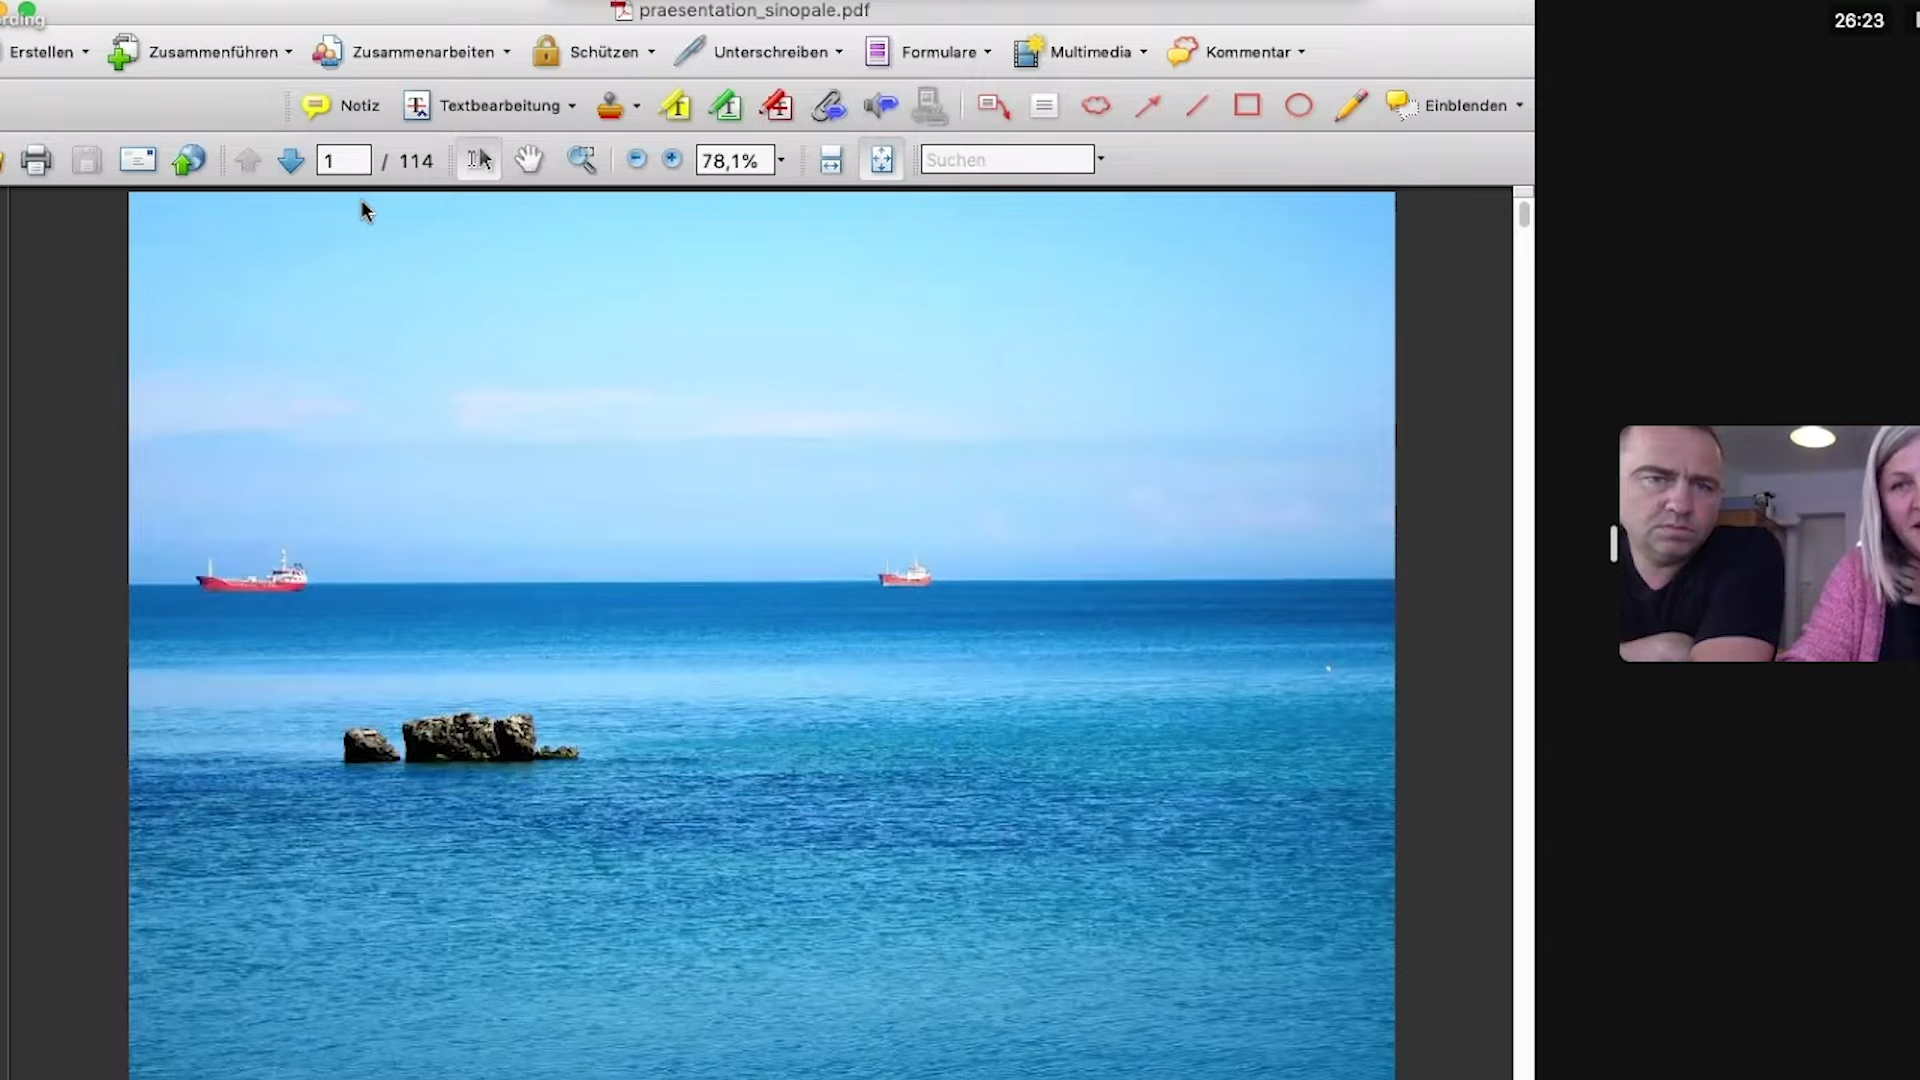 praesentation_sinopale.pdf
26:23
Erstellen Zusammenführen Zusammenarbeiten Schützen Unterschreiben Formulare Multimedia Kommentar
Notiz Textbearbeitung Einblenden
1 / 114 78,1% Suchen